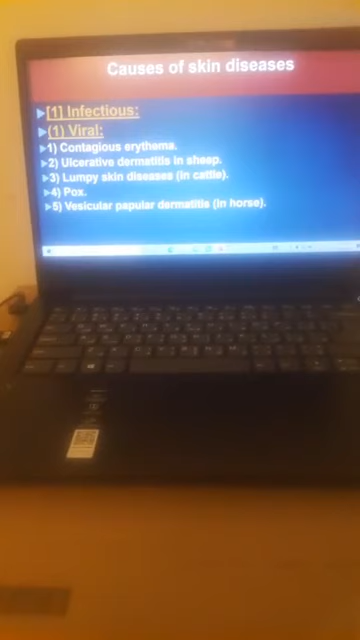 Causes of skin diseases
[1] Infectious:
(1) Viral:
1) Contagious erythema.
2) Ulcerative dermatitis in sheep.
3) Lumpy skin diseases (in cattle).
4) Pox.
5) Vesicular papular dermatitis (in horse).